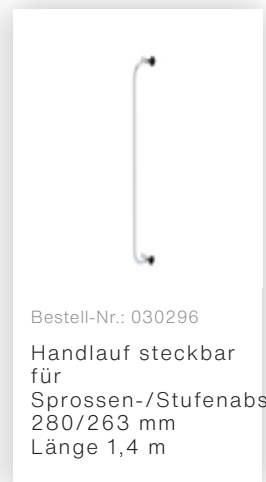 Bestell-Nr.: 030296
Handlauf steckbar
für
Sprossen-/Stufenabs
280/263 mm
Länge 1,4 m